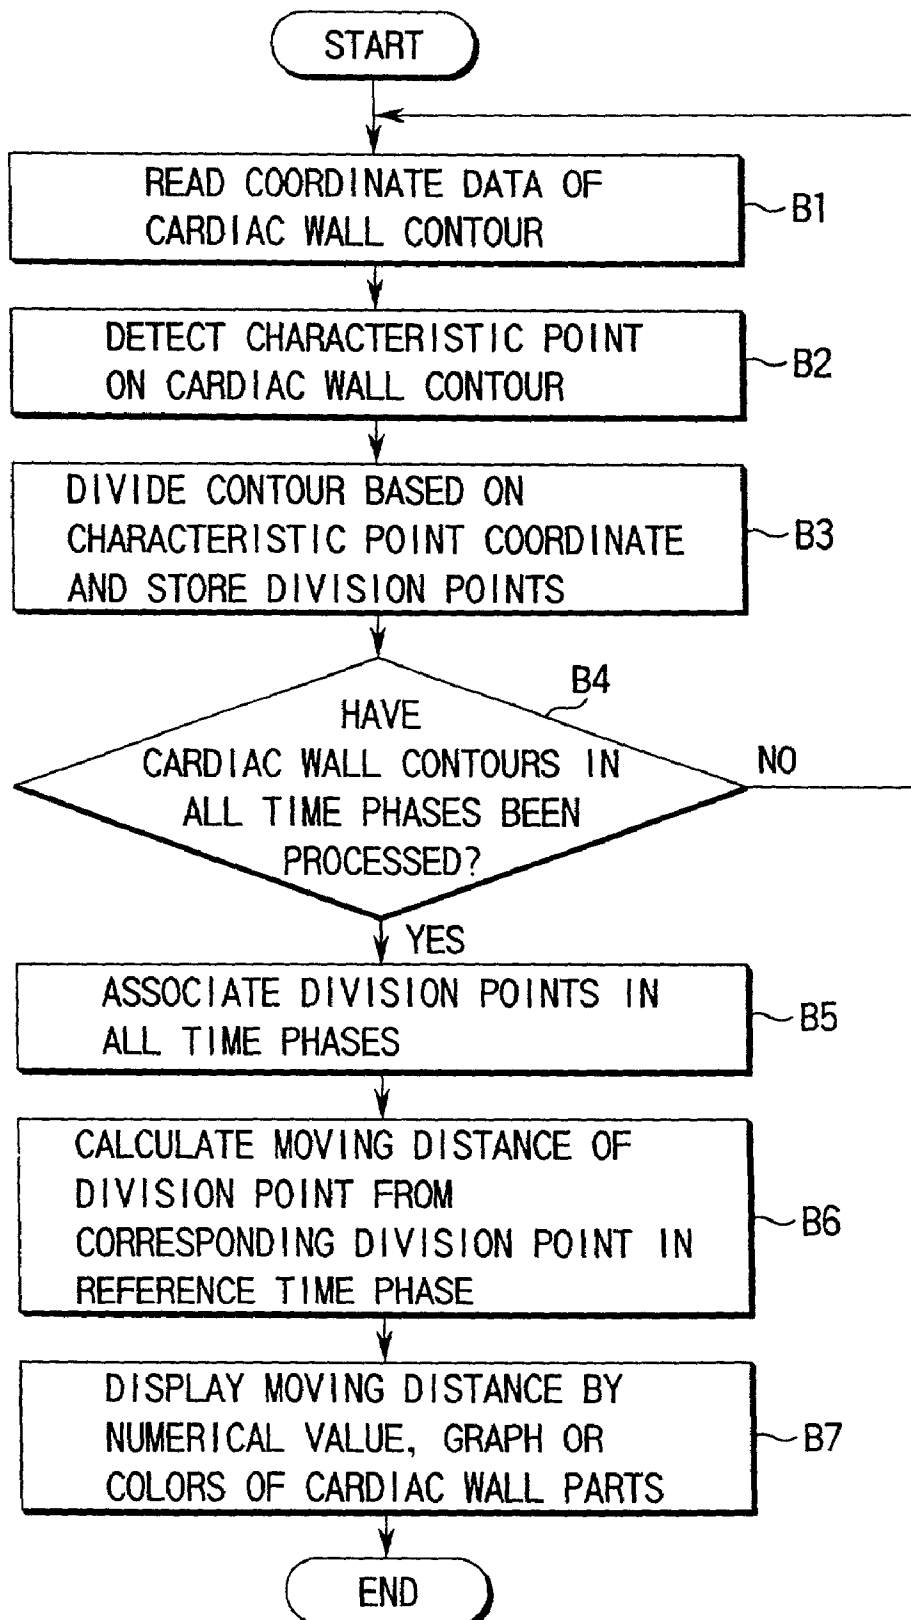 START
READ COORDINATE DATA OF
CARDIAC WALL CONTOUR
B1
DETECT CHARACTERISTIC POINT
ON CARDIAC WALL CONTOUR
B2
DIVIDE CONTOUR BASED ON
CHARACTERISTIC POINT COORDINATE
AND STORE DIVISION POINTS
B3
B4
HAVE
CARDIAC WALL CONTOURS IN
ALL TIME PHASES BEEN
PROCESSED?
NO
YES
ASSOCIATE DIVISION POINTS IN
ALL TIME PHASES
B5
CALCULATE MOVING DISTANCE OF
DIVISION POINT FROM
CORRESPONDING DIVISION POINT IN
REFERENCE TIME PHASE
B6
DISPLAY MOVING DISTANCE BY
NUMERICAL VALUE, GRAPH OR
COLORS OF CARDIAC WALL PARTS
B7
END